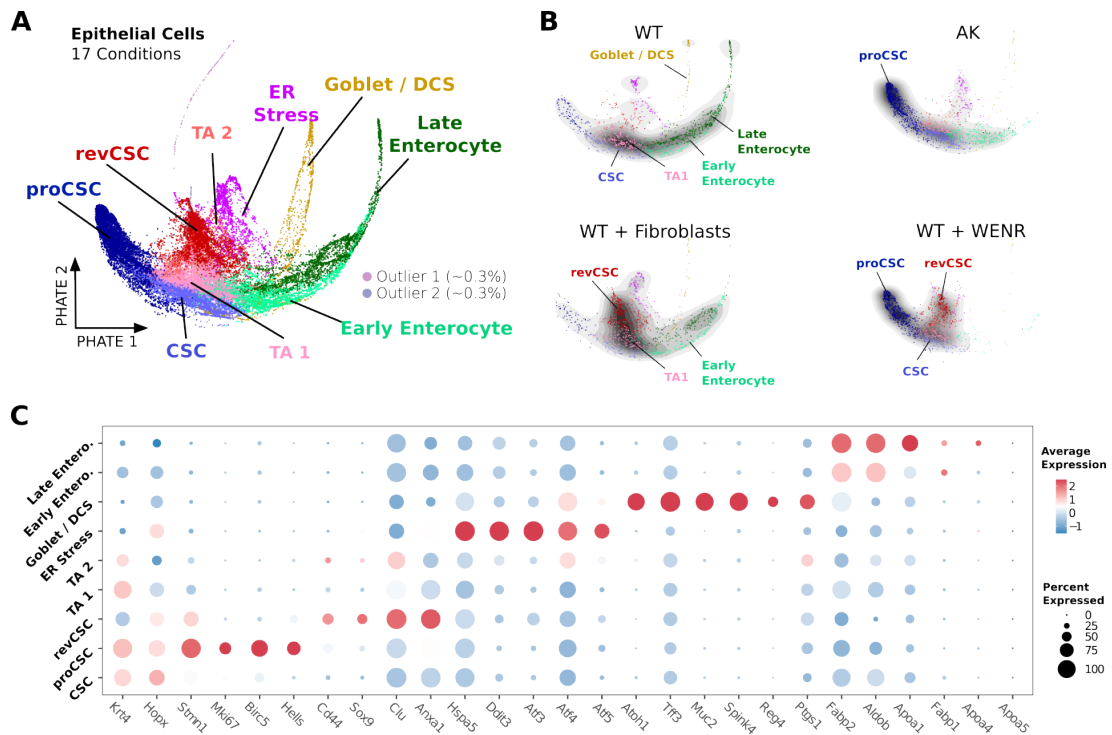 A
Epithelial Cells
17 Conditions
Goblet / DCS
ER
Stress
TA 2
Late
Enterocyte
revCSC
proCSC
Outlier 1 (~0.3%)
Outlier 2 (~0.3%)
PHATE 2
PHATE 1
Early Enterocyte
CSC
TA 1
B
WT
Goblet / DCS
Late
Enterocyte
CSC
TA1
Early
Enterocyte
AK
proCSC
WT + Fibroblasts
revCSC
TA1
Early
Enterocyte
WT + WENR
proCSC
revCSC
CSC
C
Late Entero.
Early Entero.
Goblet / DCS
ER Stress
TA 2
TA 1
revCSC
proCSC
CSC
Krt4
Hopx
Stmn1
Mki67
Birc5
Hells
Cd44
Sox9
Clu
Anxa1
Hspa5
Ddit3
Atf3
Atf4
Atf5
Atoh1
Tff3
Muc2
Spink4
Reg4
Ptgs1
Fabp2
Aldob
Apoa1
Fabp1
Apoa4
Apoa5
Average
Expression
2
1
0
−1
Percent
Expressed
0
25
50
75
100